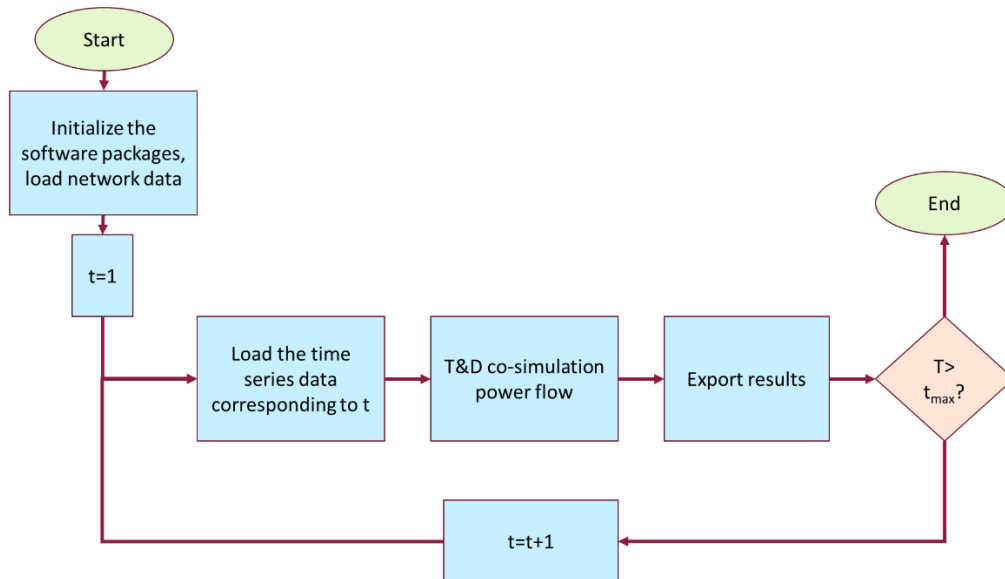 Start
Initialize the
software packages,
load network data
t=1
Load the time
series data
corresponding to t
T&D co-simulation
power flow
Export results
T>
tmax?
End
t=t+1